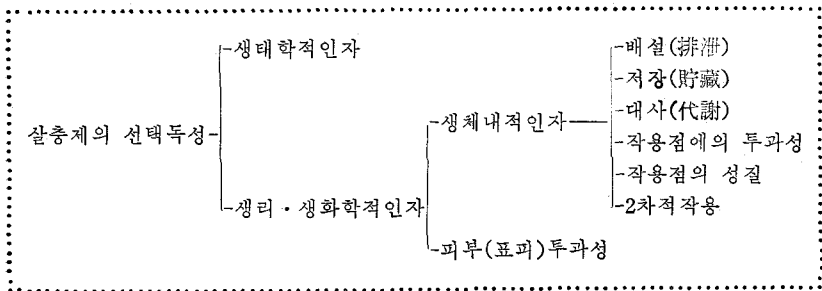 생태학적인자
살충제의 선택독성
생리・생화학적인자
생체내적인자
피부(표피)투과성
배설(排泄)
저장(貯藏)
대사(代謝)
작용점에의 투과성
작용점의 성질
2차적작용